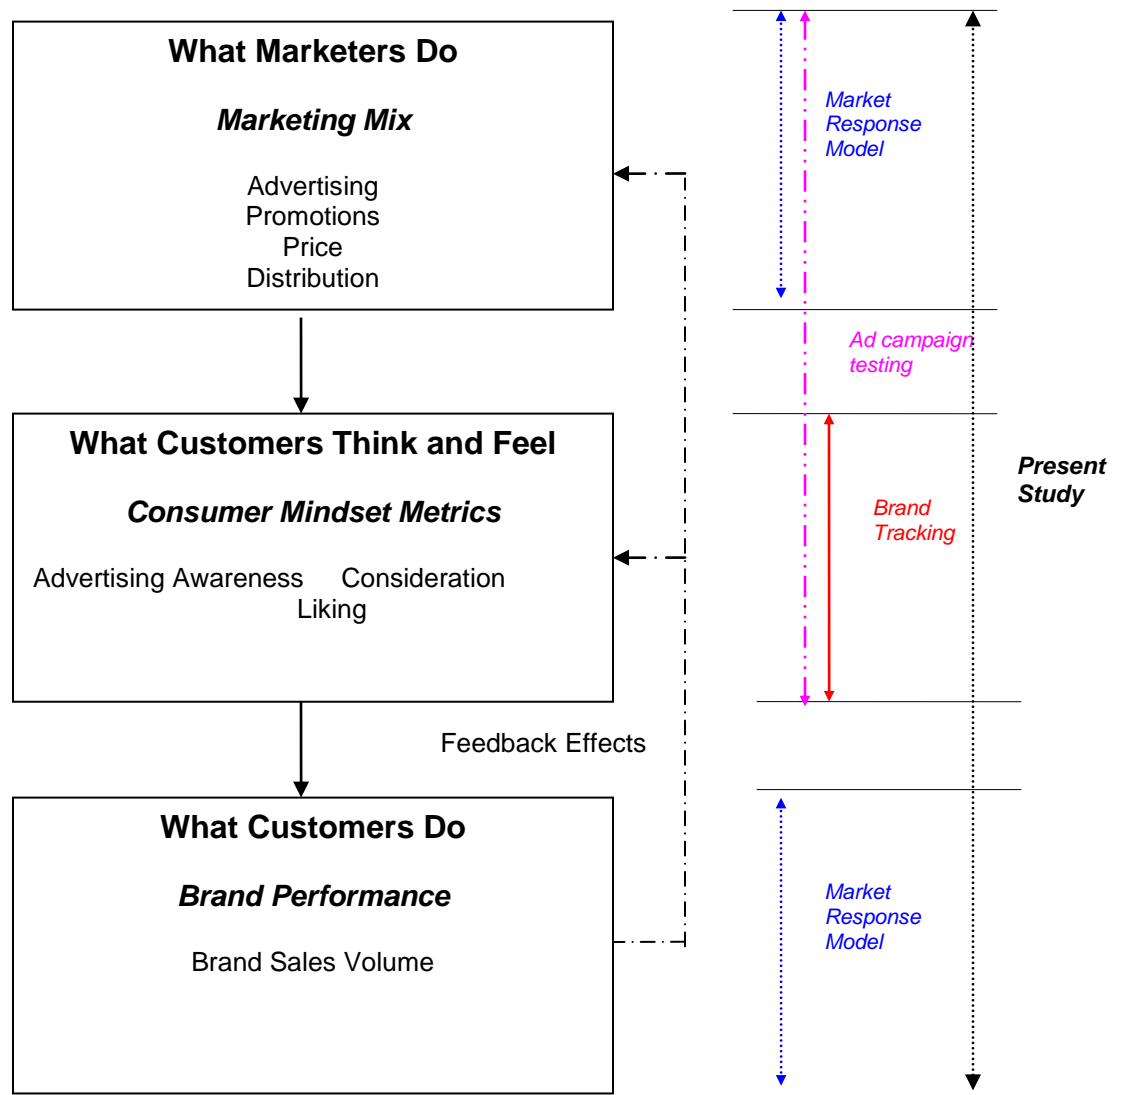 What Marketers Do
Marketing Mix
Advertising
Promotions
Price
Distribution
Market
Response
Model
Ad campaign
testing
What Customers Think and Feel
Consumer Mindset Metrics
Advertising Awareness Consideration
Liking
Present
Study
Brand
Tracking
Feedback Effects
What Customers Do
Brand Performance
Brand Sales Volume
Market
Response
Model